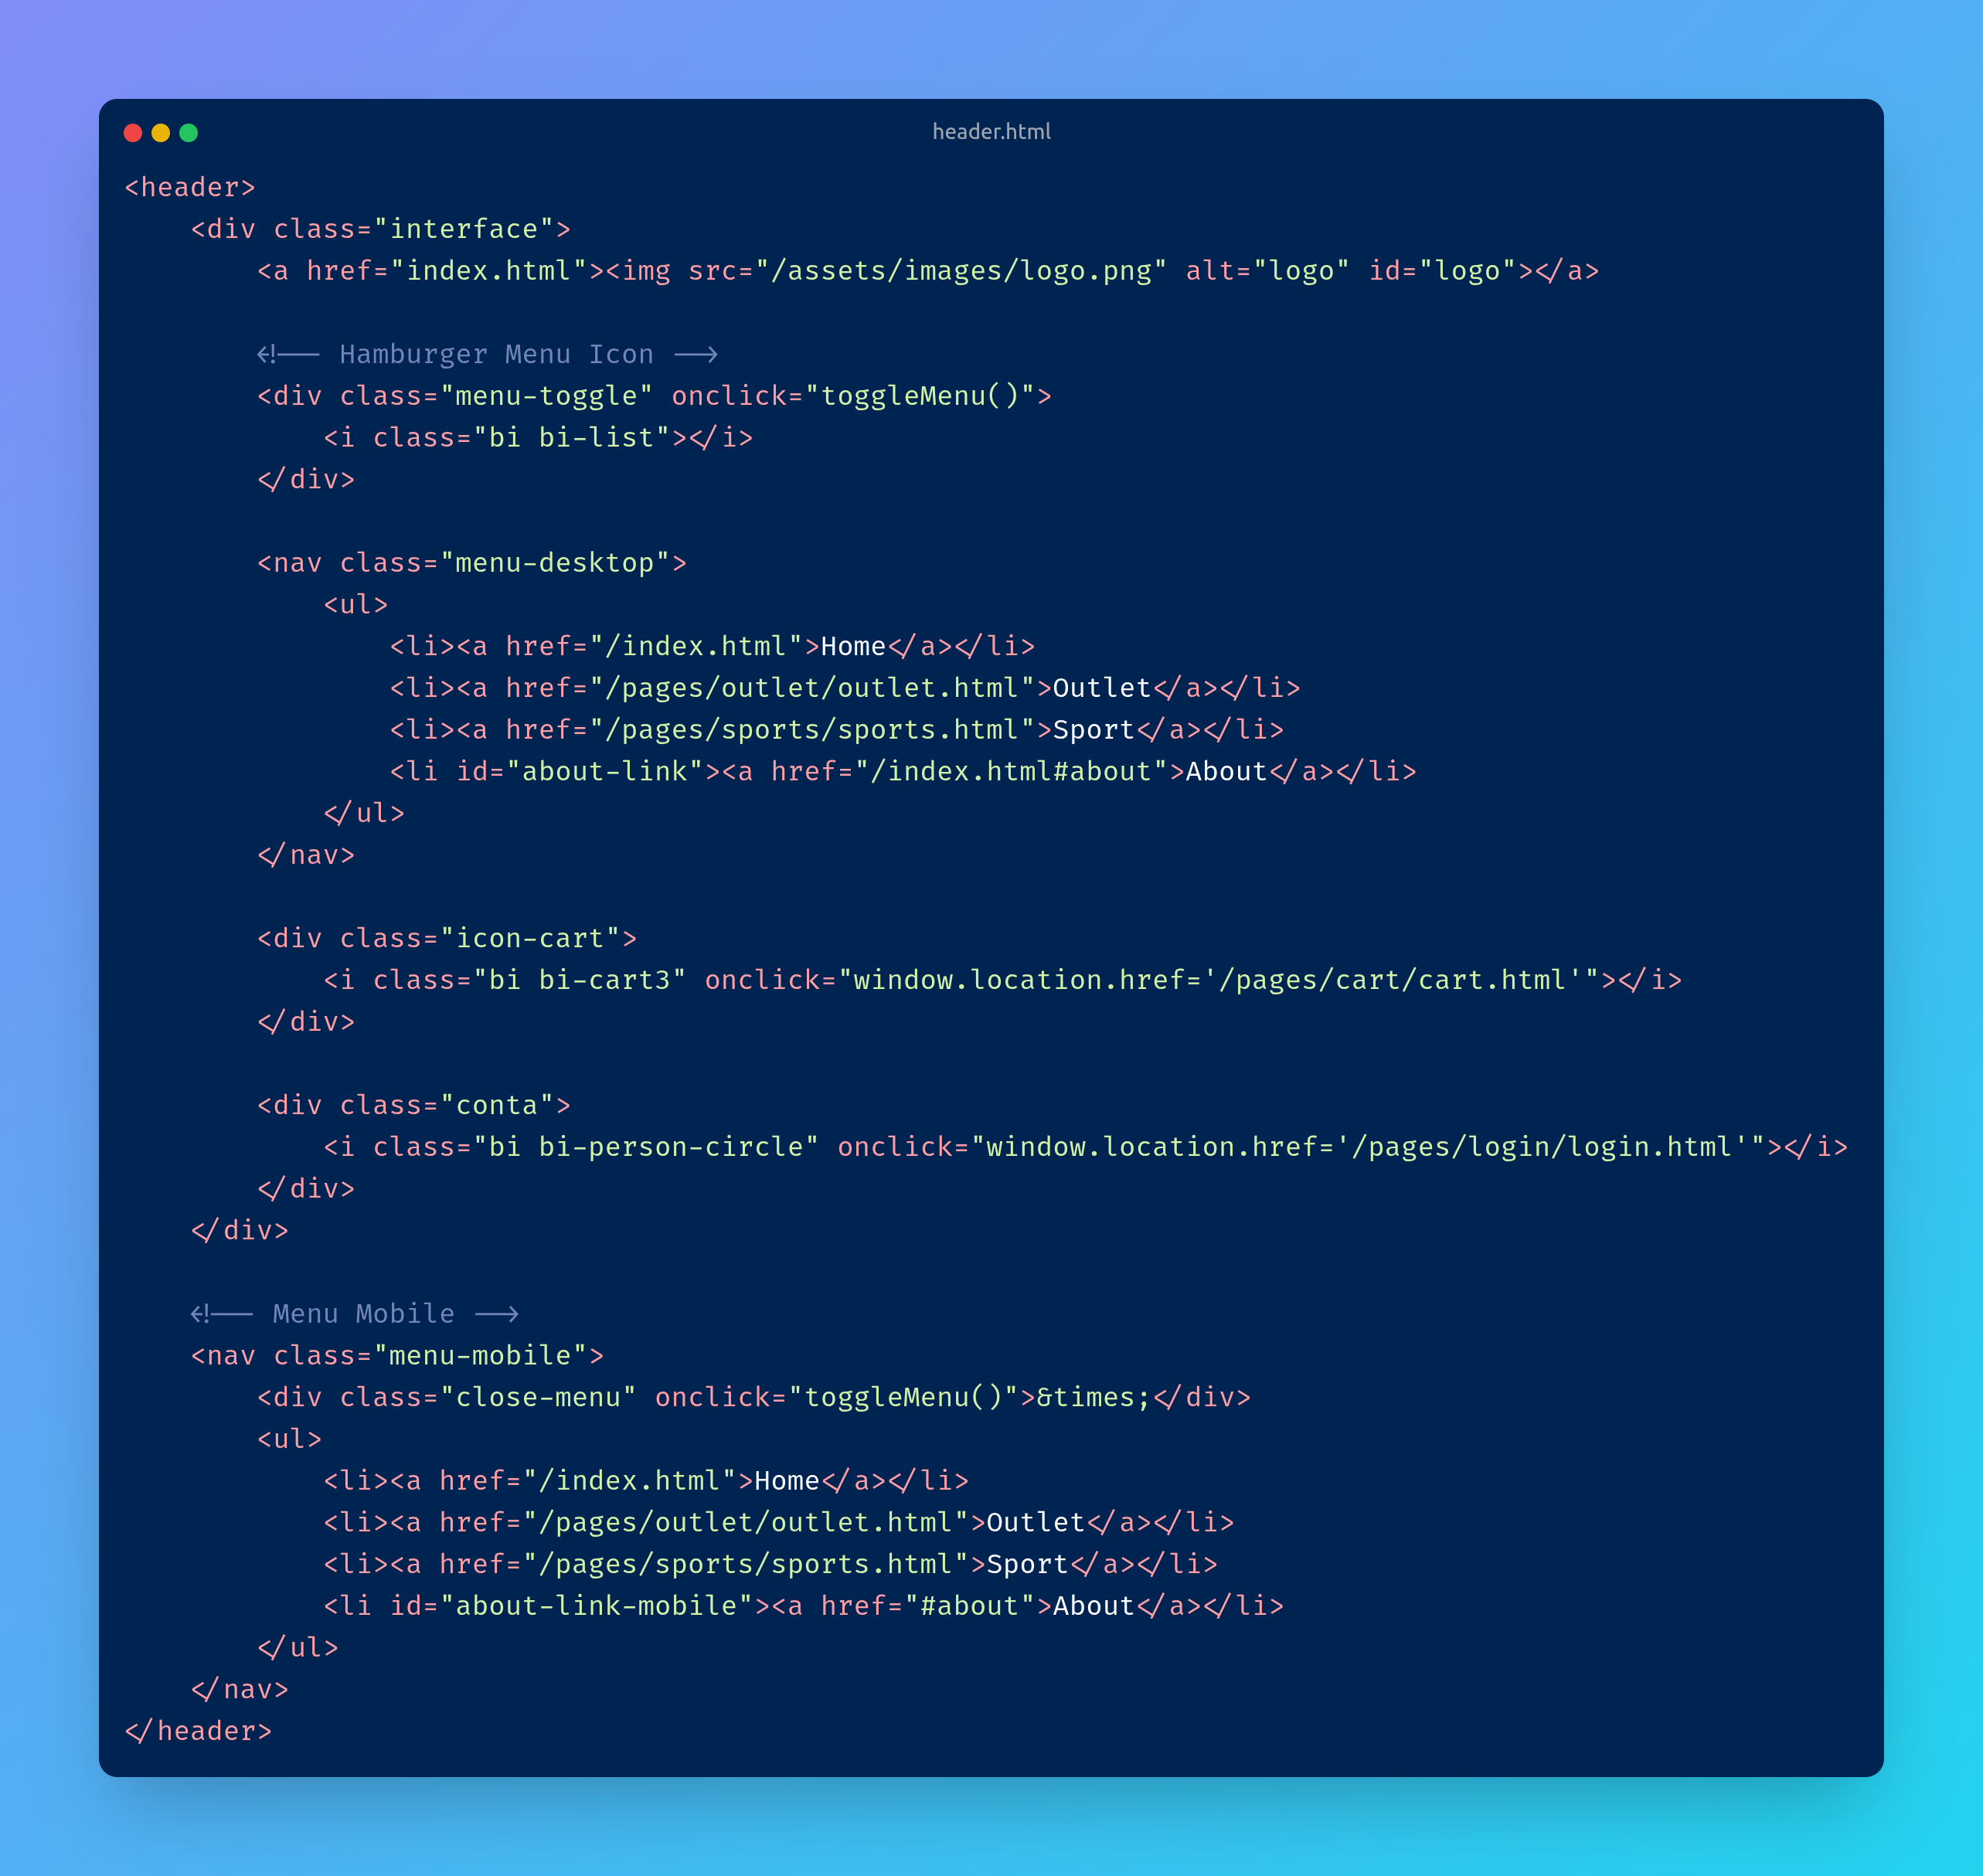 header.html
<header>
    <div class="interface">
        <a href="index.html"><img src="/assets/images/logo.png" alt="logo" id="logo"></a>

        <!-- Hamburger Menu Icon -->
        <div class="menu-toggle" onclick="toggleMenu()">
            <i class="bi bi-list"></i>
        </div>

        <nav class="menu-desktop">
            <ul>
                <li><a href="/index.html">Home</a></li>
                <li><a href="/pages/outlet/outlet.html">Outlet</a></li>
                <li><a href="/pages/sports/sports.html">Sport</a></li>
                <li id="about-link"><a href="/index.html#about">About</a></li>
            </ul>
        </nav>

        <div class="icon-cart">
            <i class="bi bi-cart3" onclick="window.location.href='/pages/cart/cart.html'"></i>
        </div>

        <div class="conta">
            <i class="bi bi-person-circle" onclick="window.location.href='/pages/login/login.html'"></i>
        </div>
    </div>

    <!-- Menu Mobile -->
    <nav class="menu-mobile">
        <div class="close-menu" onclick="toggleMenu()">&times;</div>
        <ul>
            <li><a href="/index.html">Home</a></li>
            <li><a href="/pages/outlet/outlet.html">Outlet</a></li>
            <li><a href="/pages/sports/sports.html">Sport</a></li>
            <li id="about-link-mobile"><a href="#about">About</a></li>
        </ul>
    </nav>
</header>